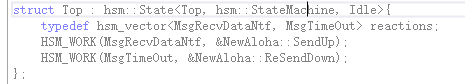 struct Top : hsm::State<Top, hsm::StateMachine, Idle>{
    typedef hsm_vector<MsgRecvDataNtf, MsgTimeOut> reactions;
    HSM_WORK(MsgRecvDataNtf, &NewAloha::SendUp);
    HSM_WORK(MsgTimeOut, &NewAloha::ReSendDown);
};